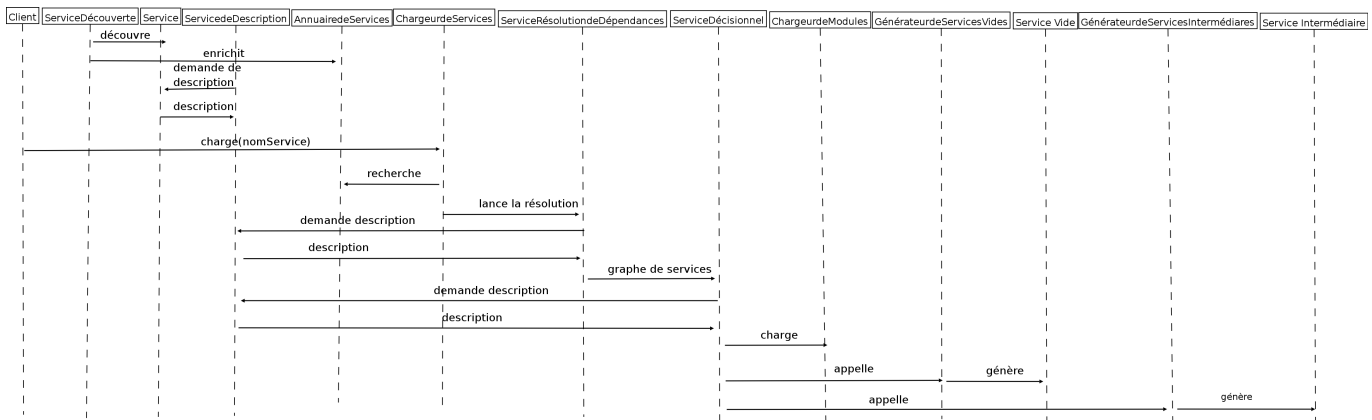 Client
ServiceDécouverte
Service
ServicedeDescription
AnnuairedeServices
ChargeurdeServices
ServiceRésolutiondeDépendances
ServiceDécisionnel
ChargeurdeModules
GénérateurdeServicesVides
Service Vide
GénérateurdeServicesIntermédiares
Service Intermédiaire
découvre
enrichit
demande de
description
description
charge(nomService)
recherche
lance la résolution
demande description
description
graphe de services
demande description
description
charge
appelle
génère
appelle
génère